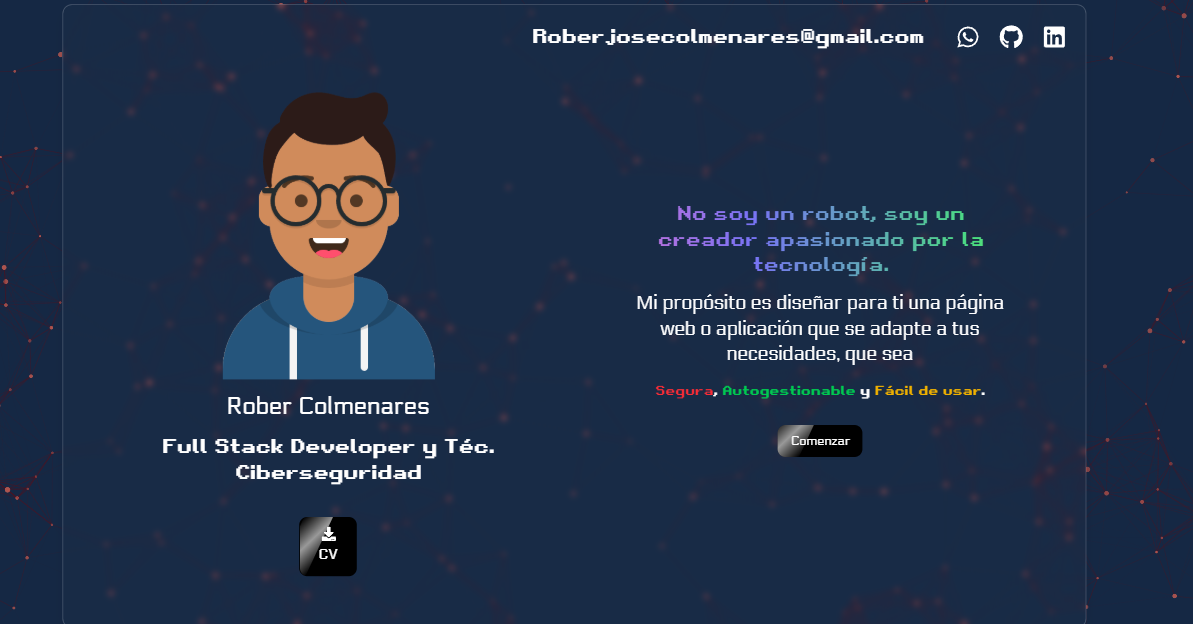 Rober.josecolmenares@gmail.com
No soy un robot, soy un
creador apasionado por la
tecnología.
Mi propósito es diseñar para ti una página
web o aplicación que se adapte a tus
necesidades, que sea
Segura, Autogestionable y Fácil de usar.
Comenzar
Rober Colmenares
Full Stack Developer y Téc.
Ciberseguridad
CV